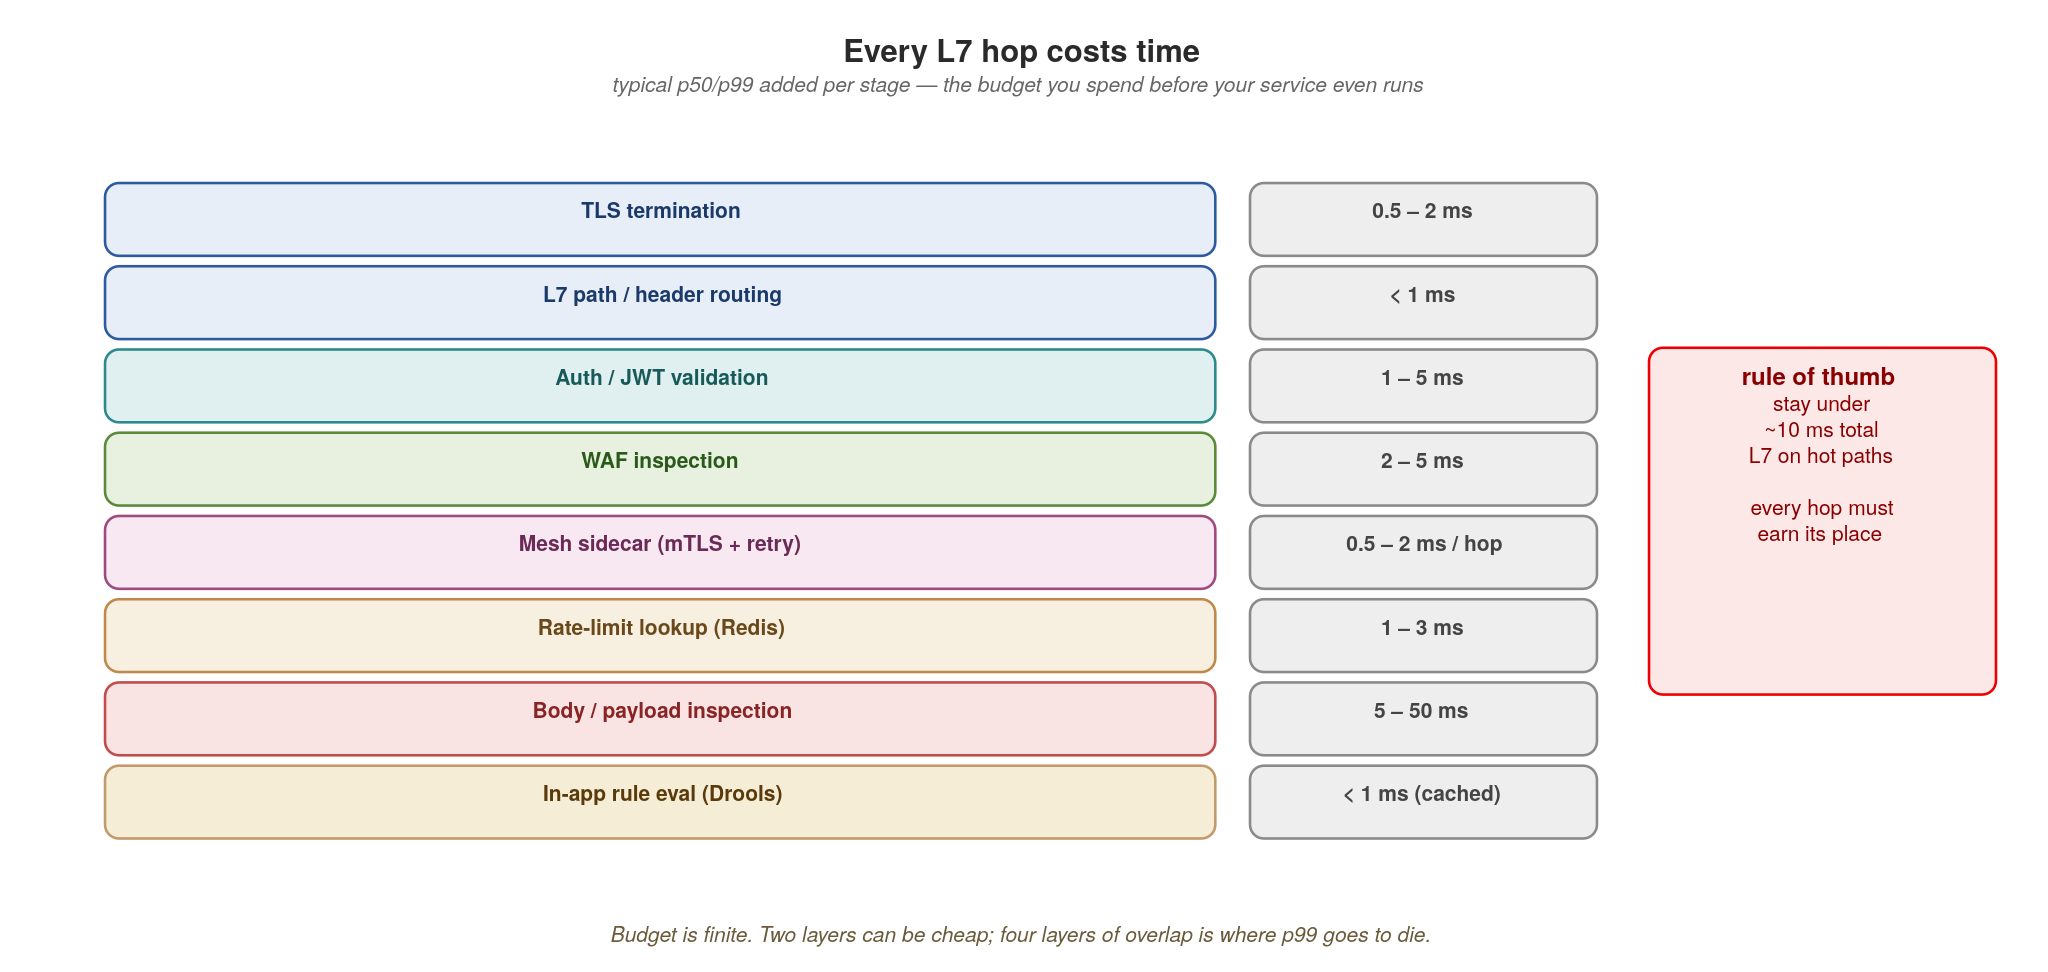 Every L7 hop costs time
typical p50/p99 added per stage — the budget you spend before your service even runs
TLS termination
0.5 – 2 ms
L7 path / header routing
< 1 ms
Auth / JWT validation
1 – 5 ms
WAF inspection
2 – 5 ms
Mesh sidecar (mTLS + retry)
0.5 – 2 ms / hop
Rate-limit lookup (Redis)
1 – 3 ms
Body / payload inspection
5 – 50 ms
In-app rule eval (Drools)
< 1 ms (cached)
rule of thumb
stay under
~10 ms total
L7 on hot paths
every hop must
earn its place
Budget is finite. Two layers can be cheap; four layers of overlap is where p99 goes to die.